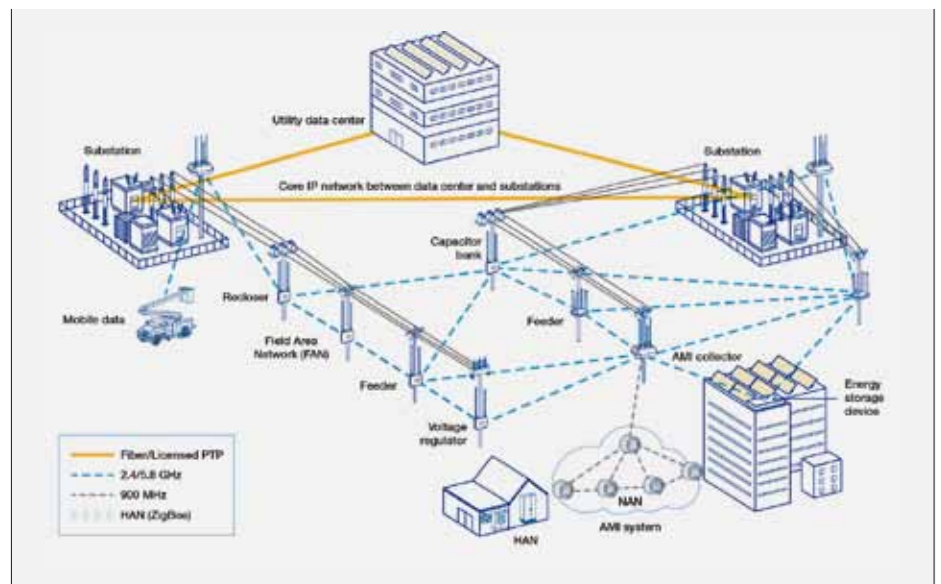 Utility data center
Substation
Substation
Core IP network between data center and substations
Capacitor
bank
Recloser
Mobile data
Feeder
Field Area
Network (FAN)
AMI collector
Feeder
Energy
storage
device
Voltage
regulator
Fiber/Licensed PTP
2.4/5.8 GHz
900 MHz
HAN (ZigBee)
NAN
AMI system
HAN